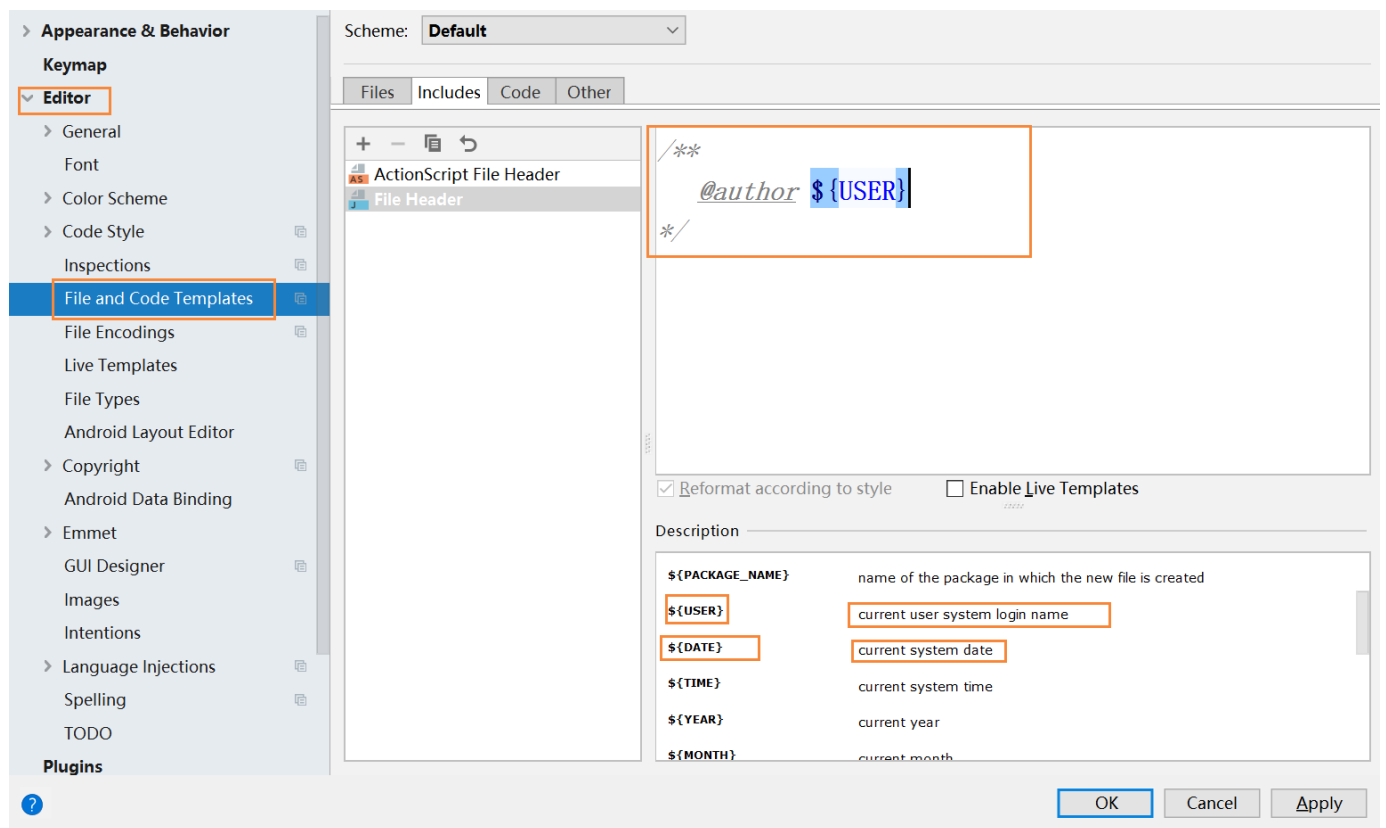 Appearance & Behavior
Keymap
Editor
General
Font
Color Scheme
Code Style
Inspections
File and Code Templates
File Encodings
Live Templates
File Types
Android Layout Editor
Copyright
Android Data Binding
Emmet
GUI Designer
Images
Intentions
Language Injections
Spelling
TODO
Plugins
Scheme: Default
Files Includes Code Other
AS ActionScript File Header
J File Header
/**
@author ${USER}
*/
Reformat according to style Enable Live Templates
Description
${PACKAGE_NAME} name of the package in which the new file is created
${USER} current user system login name
${DATE} current system date
${TIME} current system time
${YEAR} current year
${MONTH} current month
? OK Cancel Apply